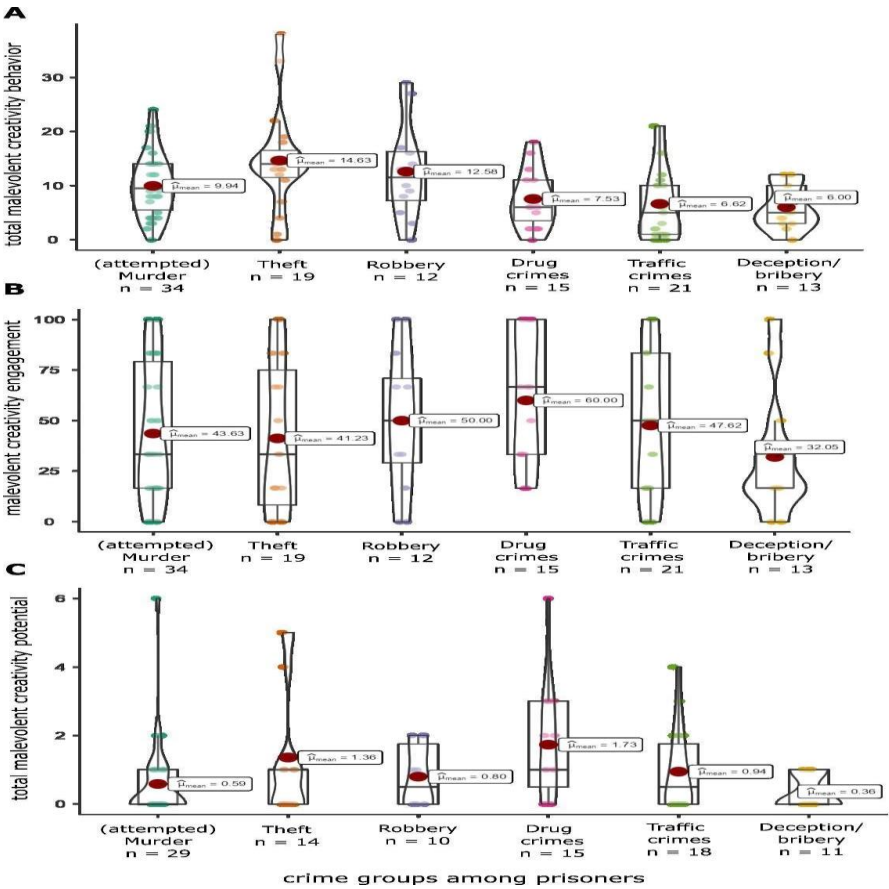 A
total malevolent creativity behavior
30
20
10
0
μ̂mean = 9.94
μ̂mean = 14.63
μ̂mean = 12.58
μ̂mean = 7.53
μ̂mean = 6.62
μ̂mean = 6.00
(attempted) Murder n = 34
Theft n = 19
Robbery n = 12
Drug crimes n = 15
Traffic crimes n = 21
Deception/ bribery n = 13
B
malevolent creativity engagement
100
75
50
25
0
μ̂mean = 43.63
μ̂mean = 41.23
μ̂mean = 50.00
μ̂mean = 60.00
μ̂mean = 47.62
μ̂mean = 32.05
(attempted) Murder n = 34
Theft n = 19
Robbery n = 12
Drug crimes n = 15
Traffic crimes n = 21
Deception/ bribery n = 13
C
total malevolent creativity potential
6
4
2
0
μ̂mean = 0.59
μ̂mean = 1.36
μ̂mean = 0.80
μ̂mean = 1.73
μ̂mean = 0.94
μ̂mean = 0.36
(attempted) Murder n = 29
Theft n = 14
Robbery n = 10
Drug crimes n = 15
Traffic crimes n = 18
Deception/ bribery n = 11
crime groups among prisoners